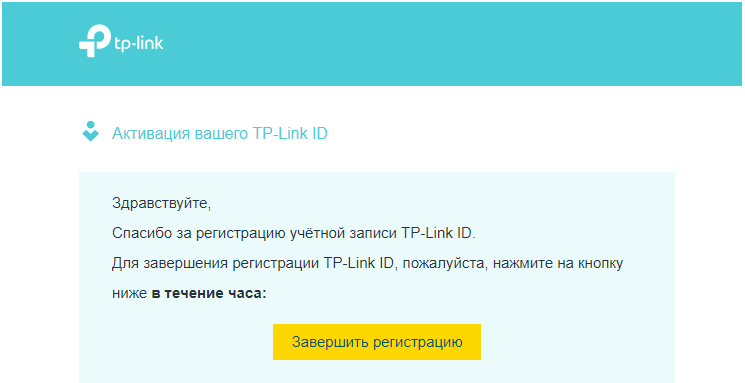 tp-link
Активация вашего TP-Link ID
Здравствуйте,
Спасибо за регистрацию учётной записи TP-Link ID.
Для завершения регистрации TP-Link ID, пожалуйста, нажмите на кнопку
ниже в течение часа:
Завершить регистрацию